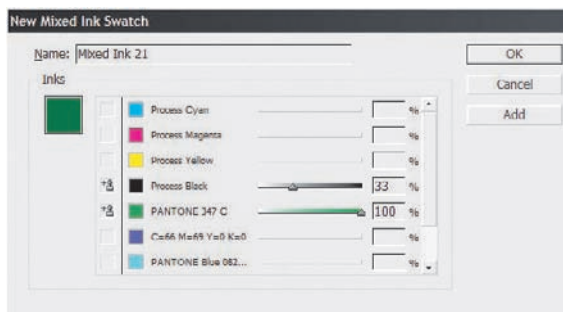 New Mixed Ink Swatch
Name: Mixed Ink 21
OK
Inks
Cancel
Add
Process Cyan %
Process Magenta %
Process Yellow %
Process Black 33 %
PANTONE 347 C 100 %
C=66 M=69 Y=0 K=0 %
PANTONE Blue 082... %